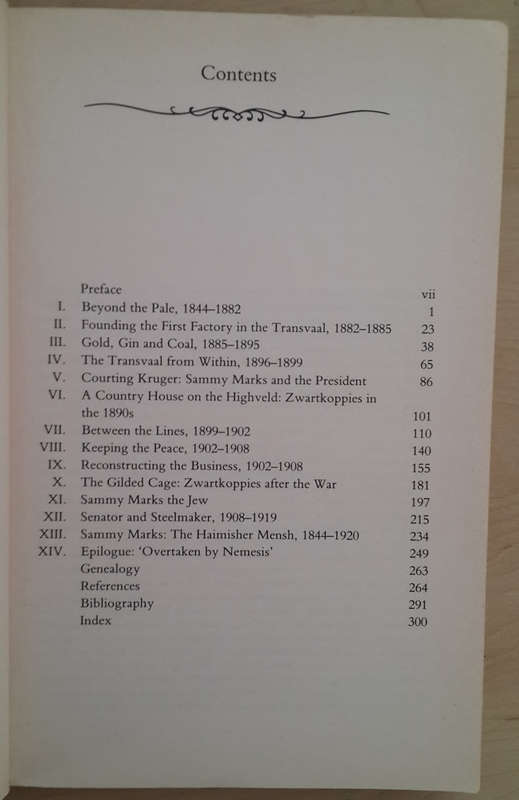 Contents
Preface vii
I. Beyond the Pale, 1844–1882 1
II. Founding the First Factory in the Transvaal, 1882–1885 23
III. Gold, Gin and Coal, 1885–1895 38
IV. The Transvaal from Within, 1896–1899 65
V. Courting Kruger: Sammy Marks and the President 86
VI. A Country House on the Highveld: Zwartkoppies in
the 1890s 101
VII. Between the Lines, 1899–1902 110
VIII. Keeping the Peace, 1902–1908 140
IX. Reconstructing the Business, 1902–1908 155
X. The Gilded Cage: Zwartkoppies after the War 181
XI. Sammy Marks the Jew 197
XII. Senator and Steelmaker, 1908–1919 215
XIII. Sammy Marks: The Haimisher Mensh, 1844–1920 234
XIV. Epilogue: ‘Overtaken by Nemesis’ 249
Genealogy 263
References 264
Bibliography 291
Index 300